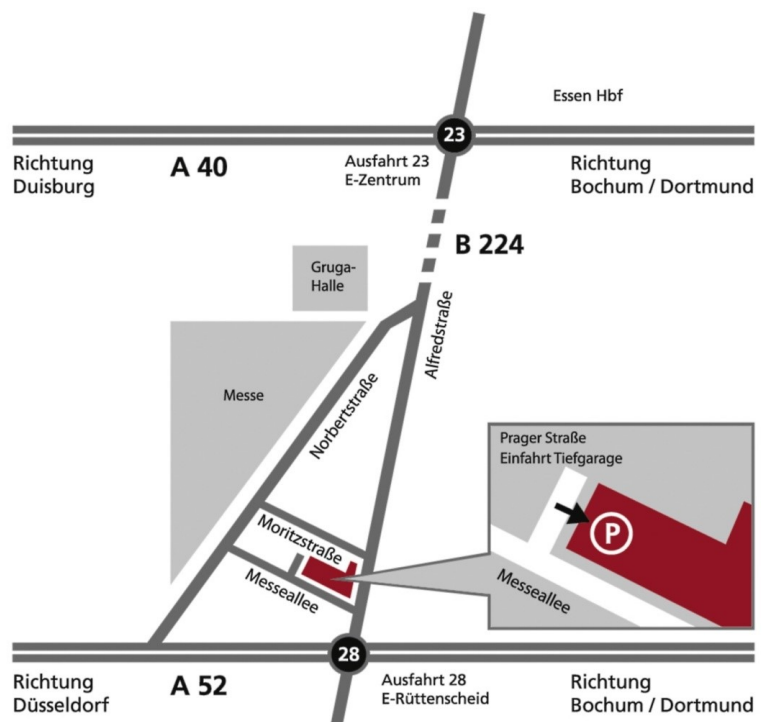 23
Essen Hbf
Richtung
Duisburg
A 40
Ausfahrt 23
E-Zentrum
Richtung
Bochum / Dortmund
B 224
Gruga-
Halle
Alfredstraße
Messe
Norbertstraße
Prager Straße
Einfahrt Tiefgarage
P
Moritzstraße
Messeallee
Messeallee
28
Richtung
Düsseldorf
A 52
Ausfahrt 28
E-Rüttenscheid
Richtung
Bochum / Dortmund